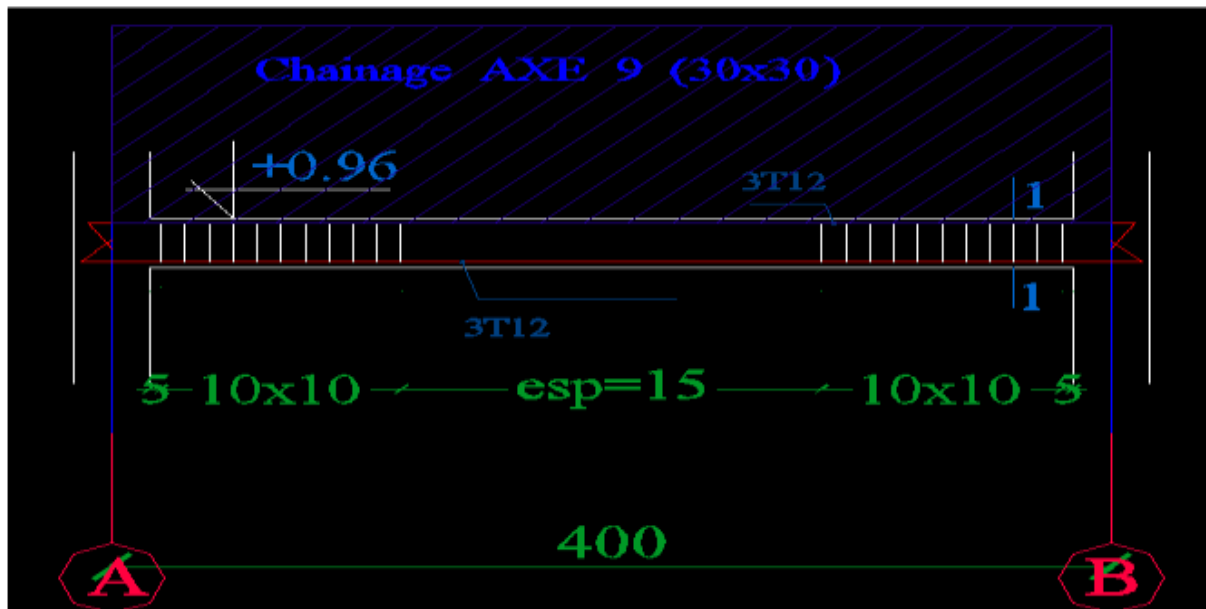 Chainage AXE 9 (30x30)
+0.96
3T12
1
3T12
1
5 10x10 esp=15 10x10 5
400
A B